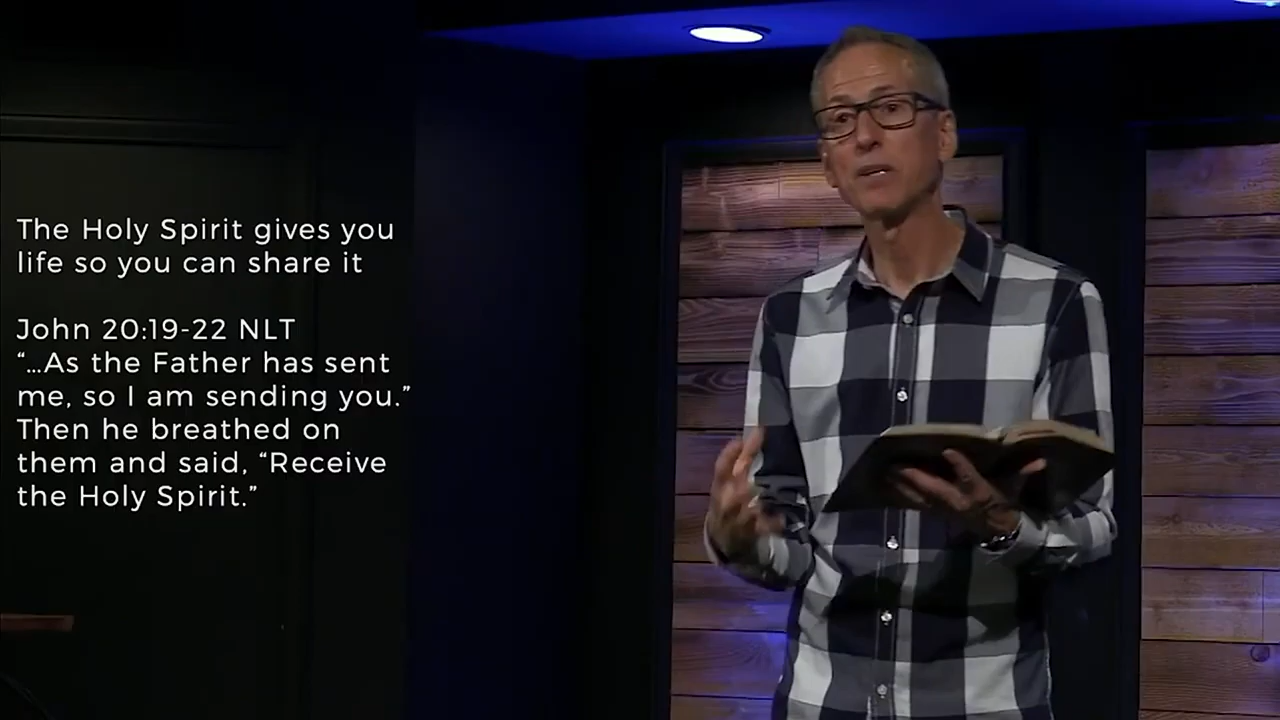 The Holy Spirit gives you
life so you can share it
John 20:19-22 NLT
“...As the Father has sent
me, so I am sending you.”
Then he breathed on
them and said, “Receive
the Holy Spirit.”